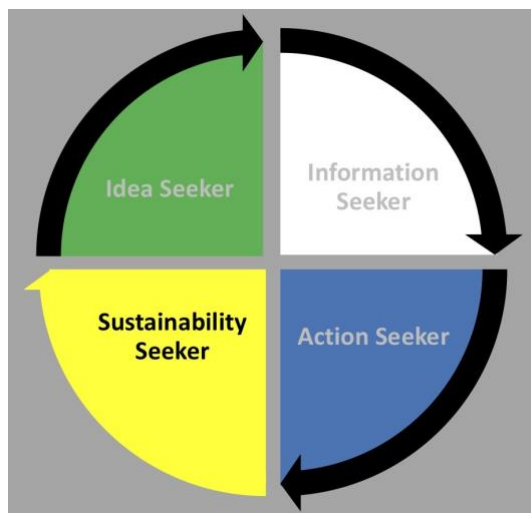 Idea Seeker
Information
Seeker
Sustainability
Seeker
Action Seeker